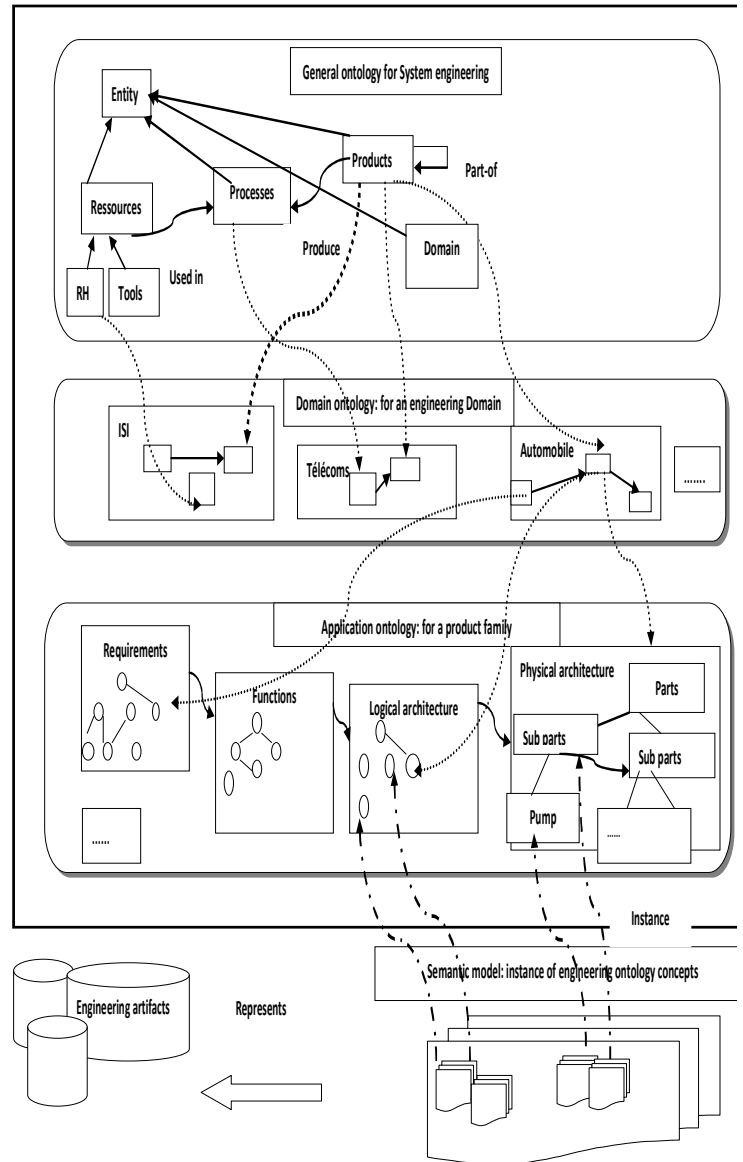 General ontology for System engineering
Entity
Products
Part-of
Processes
Ressources
Produce
Domain
RH
Tools
Used in
Domain ontology: for an engineering Domain
ISI
Automobile
Télécoms
.......
Application ontology: for a product family
Requirements
Physical architecture
Functions
Parts
Logical architecture
Sub parts
Sub parts
Pump
......
......
Instance
Semantic model: instance of engineering ontology concepts
Engineering artifacts
Represents